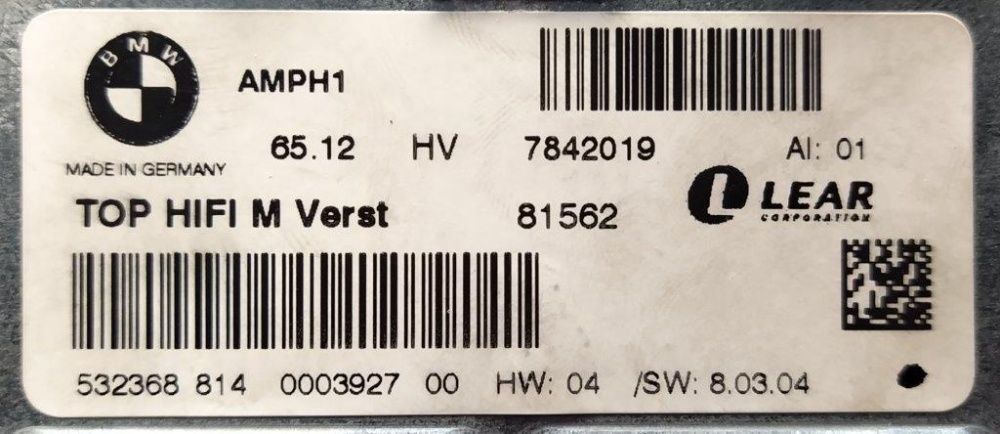 BMW
AMPH1
65.12 HV 7842019 AI: 01
MADE IN GERMANY
TOP HIFI M Verst 81562
LEAR
CORPORATION
532368 814 0003927 00 HW: 04 /SW: 8.03.04